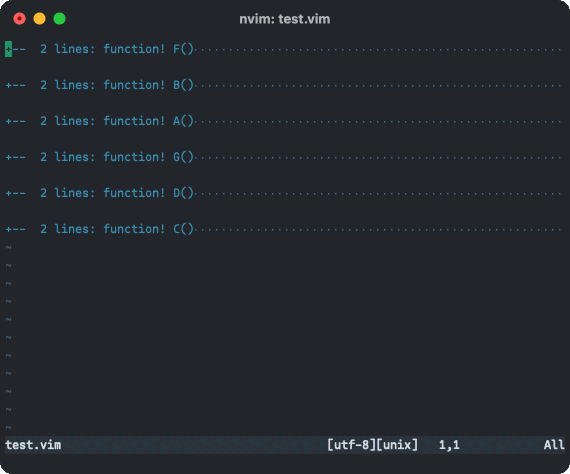 nvim: test.vim
+--  2 lines: function! F()·····················································
+--  2 lines: function! B()·····················································
+--  2 lines: function! A()·····················································
+--  2 lines: function! G()·····················································
+--  2 lines: function! D()·····················································
+--  2 lines: function! C()·····················································
~
~
~
~
~
~
~
~
~
~
~
test.vim [utf-8][unix] 1,1 All